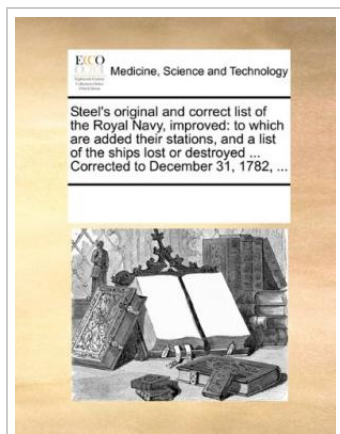 ECCO
Medicine, Science and Technology
Steel's original and correct list of
the Royal Navy, improved: to which
are added their stations, and a list
of the ships lost or destroyed ...
Corrected to December 31, 1782, ...